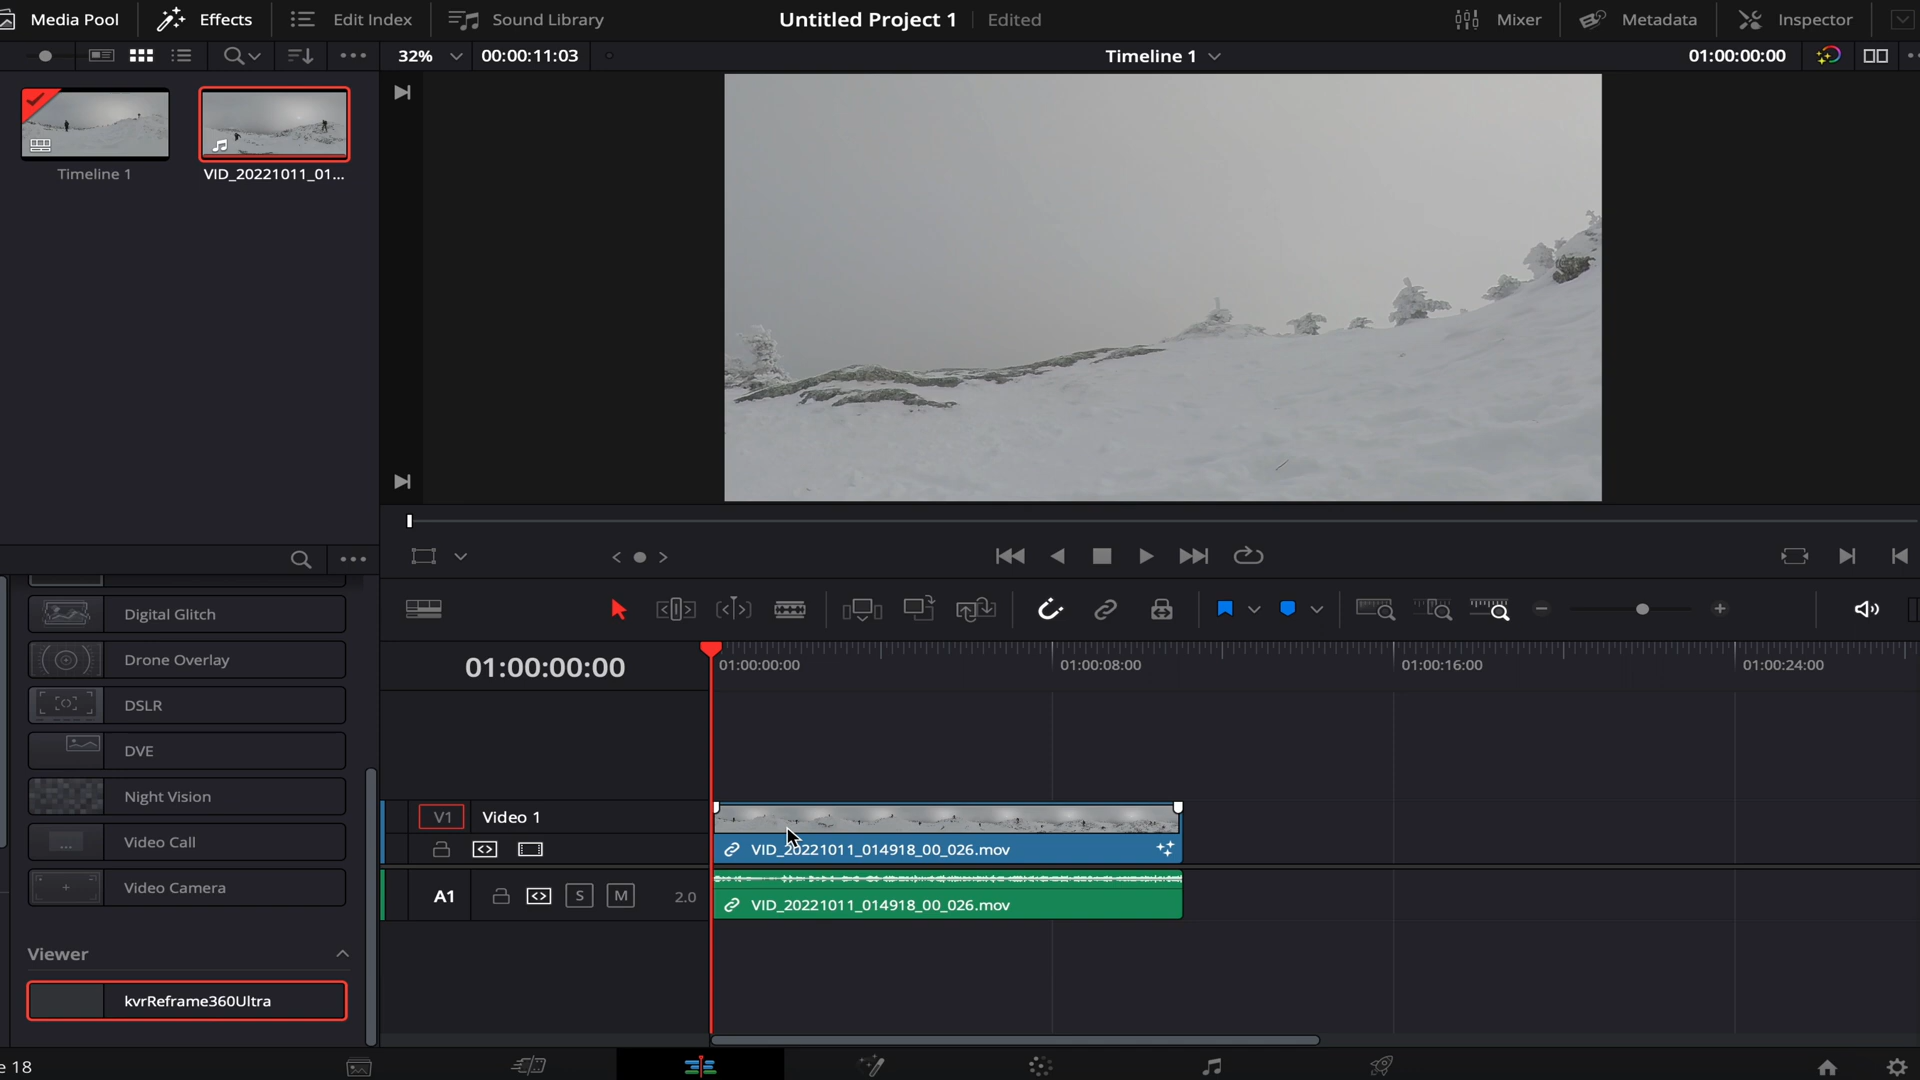 Media Pool
Effects
Edit Index
Sound Library
Untitled Project 1
Edited
Mixer
Metadata
Inspector
32%
00:00:11:03
Timeline 1
01:00:00:00
Timeline 1
VID_20221011_01...
Digital Glitch
Drone Overlay
DSLR
DVE
Night Vision
Video Call
Video Camera
Viewer
kvrReframe360Ultra
01:00:00:00
01:00:00:00
01:00:08:00
01:00:16:00
01:00:24:00
V1
Video 1
VID_20221011_014918_00_026.mov
A1
S
M
2.0
VID_20221011_014918_00_026.mov
e 18